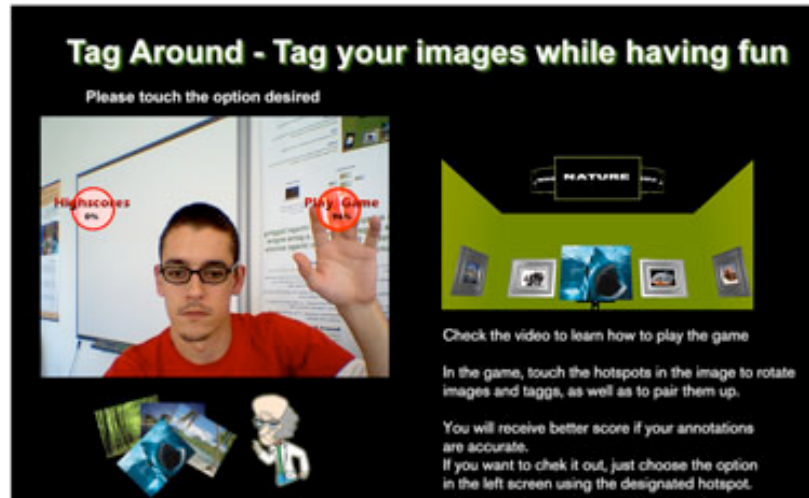 Tag Around - Tag your images while having fun
Please touch the option desired
Highscores
0%
Play Game
NATURE
Check the video to learn how to play the game
In the game, touch the hotspots in the image to rotate
images and taggs, as well as to pair them up.
You will receive better score if your annotations
are accurate.
If you want to chek it out, just choose the option
in the left screen using the designated hotspot.